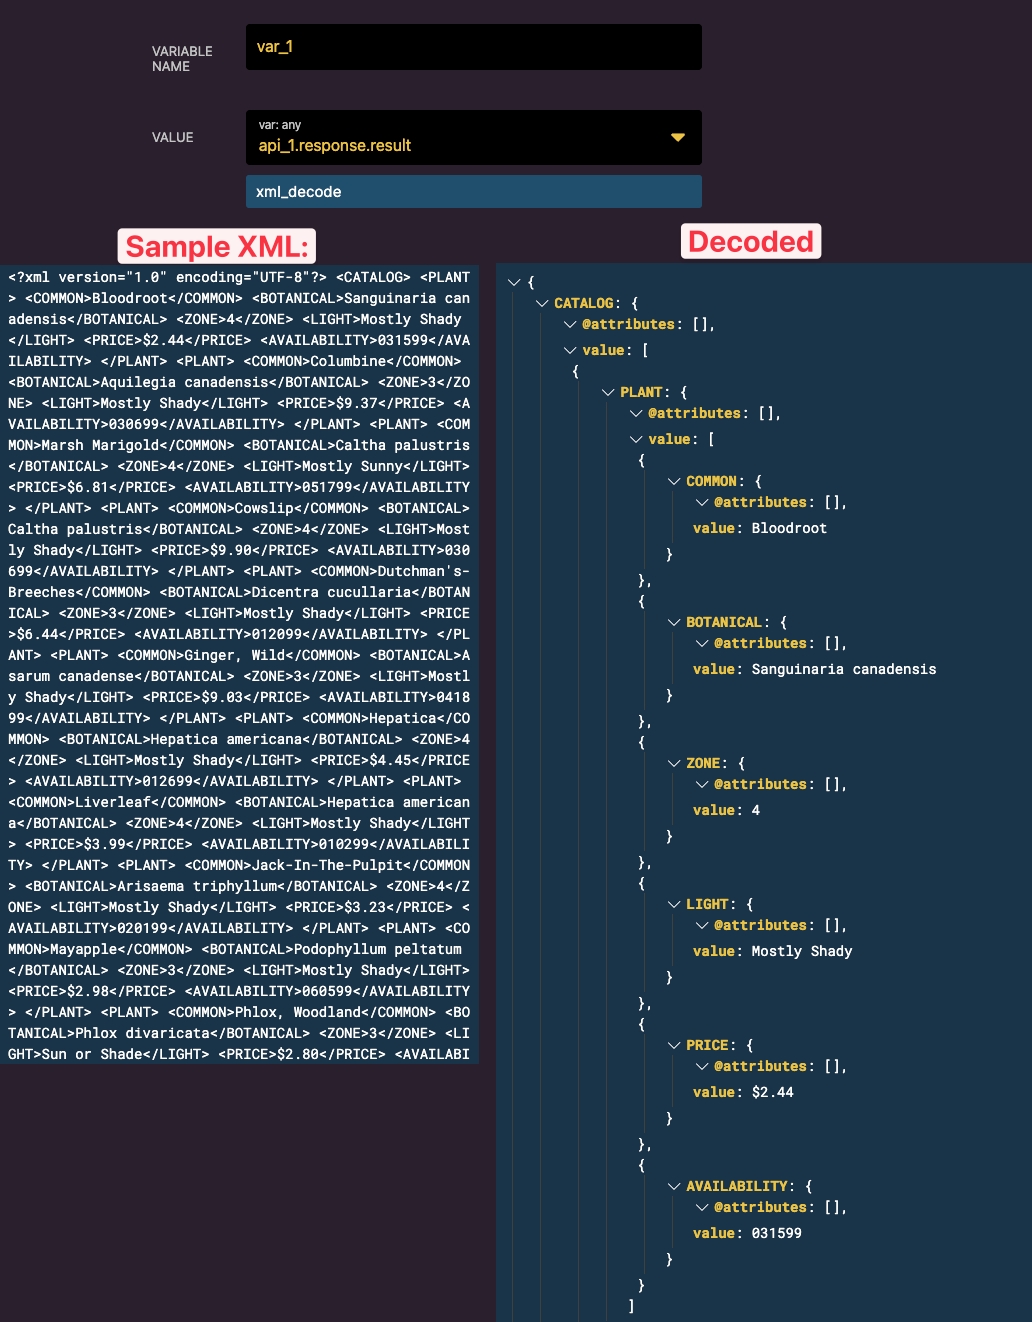 VARIABLE
NAME
var_1
VALUE
var: any
api_1.response.result
xml_decode
Sample XML:
<?xml version="1.0" encoding="UTF-8"?> <CATALOG> <PLANT
> <COMMON>Bloodroot</COMMON> <BOTANICAL>Sanguinaria can
adensis</BOTANICAL> <ZONE>4</ZONE> <LIGHT>Mostly Shady
</LIGHT> <PRICE>$2.44</PRICE> <AVAILABILITY>031599</AVA
ILABILITY> </PLANT> <PLANT> <COMMON>Columbine</COMMON>
<BOTANICAL>Aquilegia canadensis</BOTANICAL> <ZONE>3</ZO
NE> <LIGHT>Mostly Shady</LIGHT> <PRICE>$9.37</PRICE> <A
VAILABILITY>030699</AVAILABILITY> </PLANT> <PLANT> <COM
MON>Marsh Marigold</COMMON> <BOTANICAL>Caltha palustris
</BOTANICAL> <ZONE>4</ZONE> <LIGHT>Mostly Sunny</LIGHT>
<PRICE>$6.81</PRICE> <AVAILABILITY>051799</AVAILABILITY
> </PLANT> <PLANT> <COMMON>Cowslip</COMMON> <BOTANICAL>
Caltha palustris</BOTANICAL> <ZONE>4</ZONE> <LIGHT>Most
ly Shady</LIGHT> <PRICE>$9.90</PRICE> <AVAILABILITY>030
699</AVAILABILITY> </PLANT> <PLANT> <COMMON>Dutchman's-
Breeches</COMMON> <BOTANICAL>Dicentra cucullaria</BOTAN
ICAL> <ZONE>3</ZONE> <LIGHT>Mostly Shady</LIGHT> <PRICE
>$6.44</PRICE> <AVAILABILITY>012099</AVAILABILITY> </PL
ANT> <PLANT> <COMMON>Ginger, Wild</COMMON> <BOTANICAL>A
sarum canadense</BOTANICAL> <ZONE>3</ZONE> <LIGHT>Mostl
y Shady</LIGHT> <PRICE>$9.03</PRICE> <AVAILABILITY>0418
99</AVAILABILITY> </PLANT> <PLANT> <COMMON>Hepatica</CO
MMON> <BOTANICAL>Hepatica americana</BOTANICAL> <ZONE>4
</ZONE> <LIGHT>Mostly Shady</LIGHT> <PRICE>$4.45</PRICE
> <AVAILABILITY>012699</AVAILABILITY> </PLANT> <PLANT>
<COMMON>Liverleaf</COMMON> <BOTANICAL>Hepatica american
a</BOTANICAL> <ZONE>4</ZONE> <LIGHT>Mostly Shady</LIGHT
> <PRICE>$3.99</PRICE> <AVAILABILITY>010299</AVAILABILI
TY> </PLANT> <PLANT> <COMMON>Jack-In-The-Pulpit</COMMON
> <BOTANICAL>Arisaema triphyllum</BOTANICAL> <ZONE>4</Z
ONE> <LIGHT>Mostly Shady</LIGHT> <PRICE>$3.23</PRICE> <
AVAILABILITY>020199</AVAILABILITY> </PLANT> <PLANT> <CO
MMON>Mayapple</COMMON> <BOTANICAL>Podophyllum peltatum
</BOTANICAL> <ZONE>3</ZONE> <LIGHT>Mostly Shady</LIGHT>
<PRICE>$2.98</PRICE> <AVAILABILITY>060599</AVAILABILITY
> </PLANT> <PLANT> <COMMON>Phlox, Woodland</COMMON> <BO
TANICAL>Phlox divaricata</BOTANICAL> <ZONE>3</ZONE> <LI
GHT>Sun or Shade</LIGHT> <PRICE>$2.80</PRICE> <AVAILABI
Decoded
{
CATALOG: {
@attributes: [],
value: [
{
PLANT: {
@attributes: [],
value: [
{
COMMON: {
@attributes: [],
value: Bloodroot
}
},
{
BOTANICAL: {
@attributes: [],
value: Sanguinaria canadensis
}
},
{
ZONE: {
@attributes: [],
value: 4
}
},
{
LIGHT: {
@attributes: [],
value: Mostly Shady
}
},
{
PRICE: {
@attributes: [],
value: $2.44
}
},
{
AVAILABILITY: {
@attributes: [],
value: 031599
}
}
]